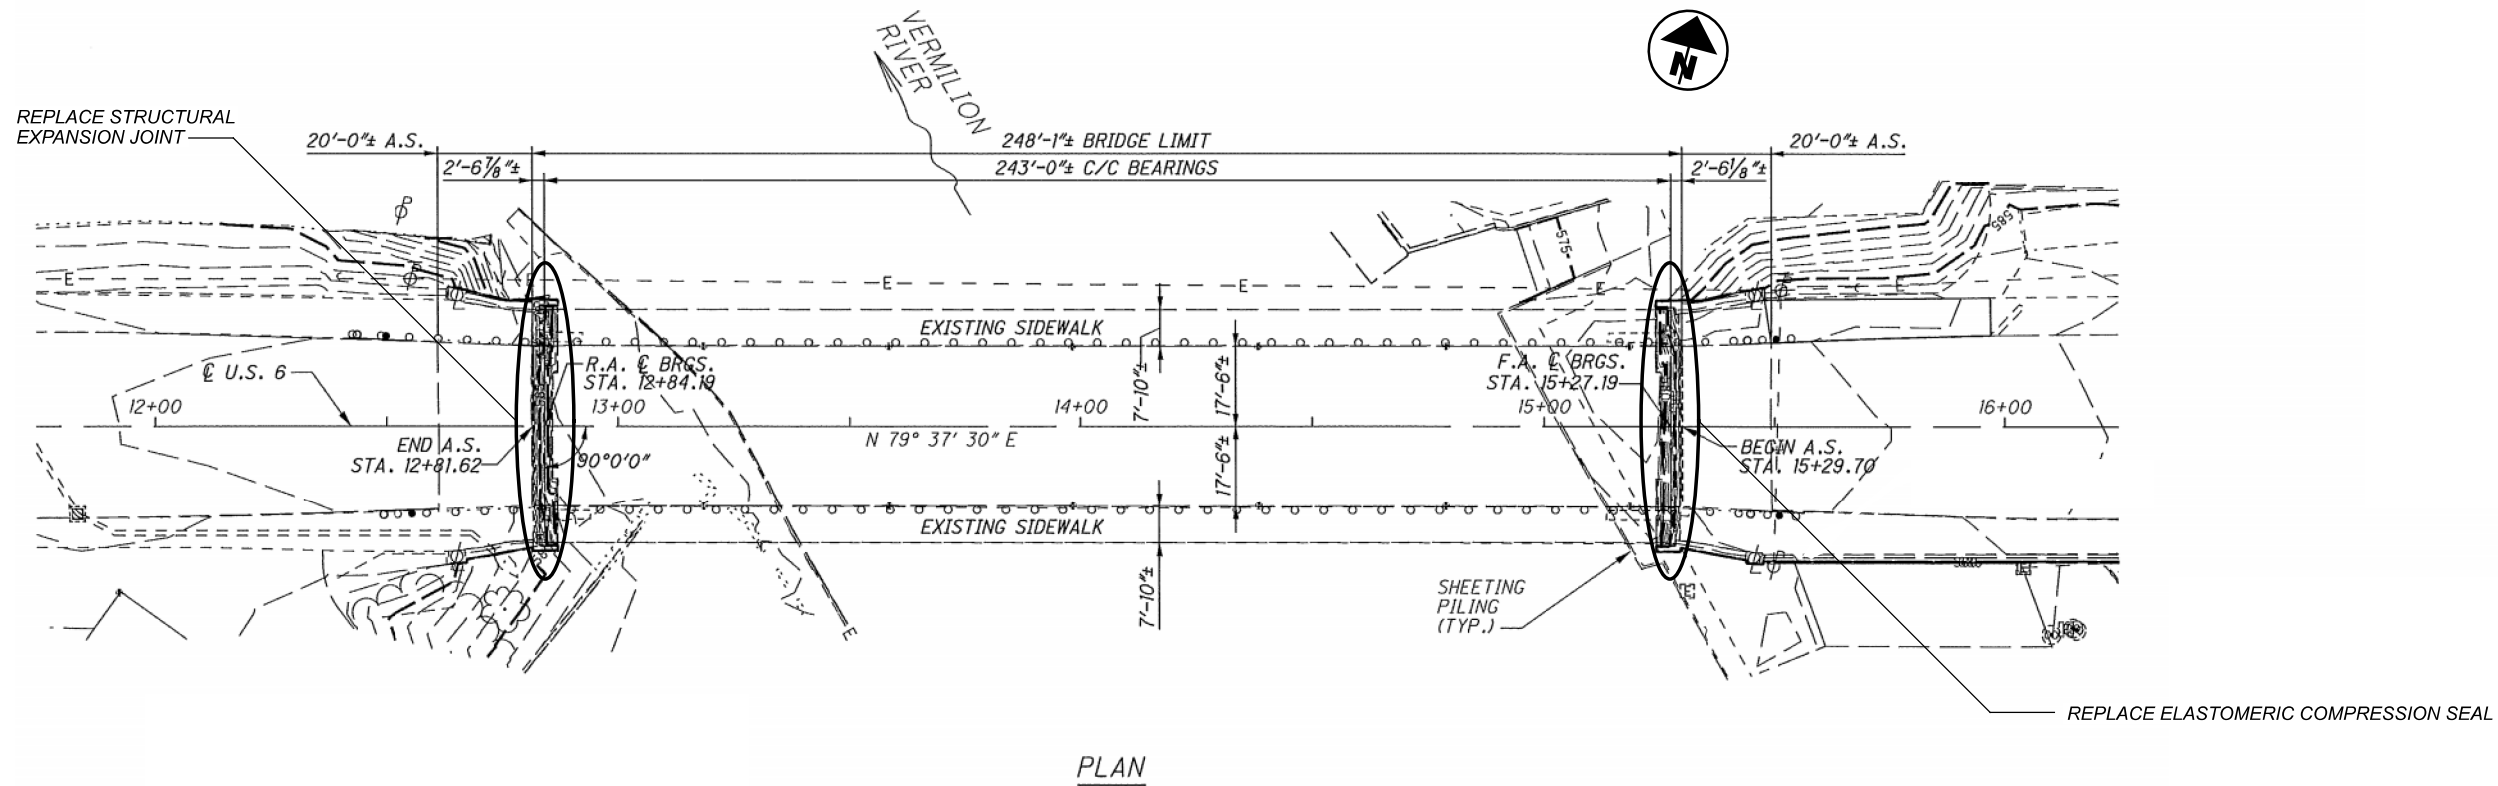 VERMILION
RIVER
N
REPLACE STRUCTURAL
EXPANSION JOINT
20'-0"± A.S.
248'-1"± BRIDGE LIMIT
20'-0"± A.S.
2'-6⅞"±
243'-0"± C/C BEARINGS
2'-6⅛"±
585
575
E
E
E
E
E
E
EXISTING SIDEWALK
R.A. ℄ BRGS.
STA. 12+84.19
F.A. ℄ BRGS.
STA. 15+27.19
℄ U.S. 6
7'-10"±
17'-6"±
12+00
13+00
14+00
15+00
16+00
N 79° 37' 30" E
END A.S.
STA. 12+81.62
90°0'0"
17'-6"±
BEGIN A.S.
STA. 15+29.70
EXISTING SIDEWALK
7'-10"±
SHEETING
PILING
(TYP.)
E
E
REPLACE ELASTOMERIC COMPRESSION SEAL
PLAN